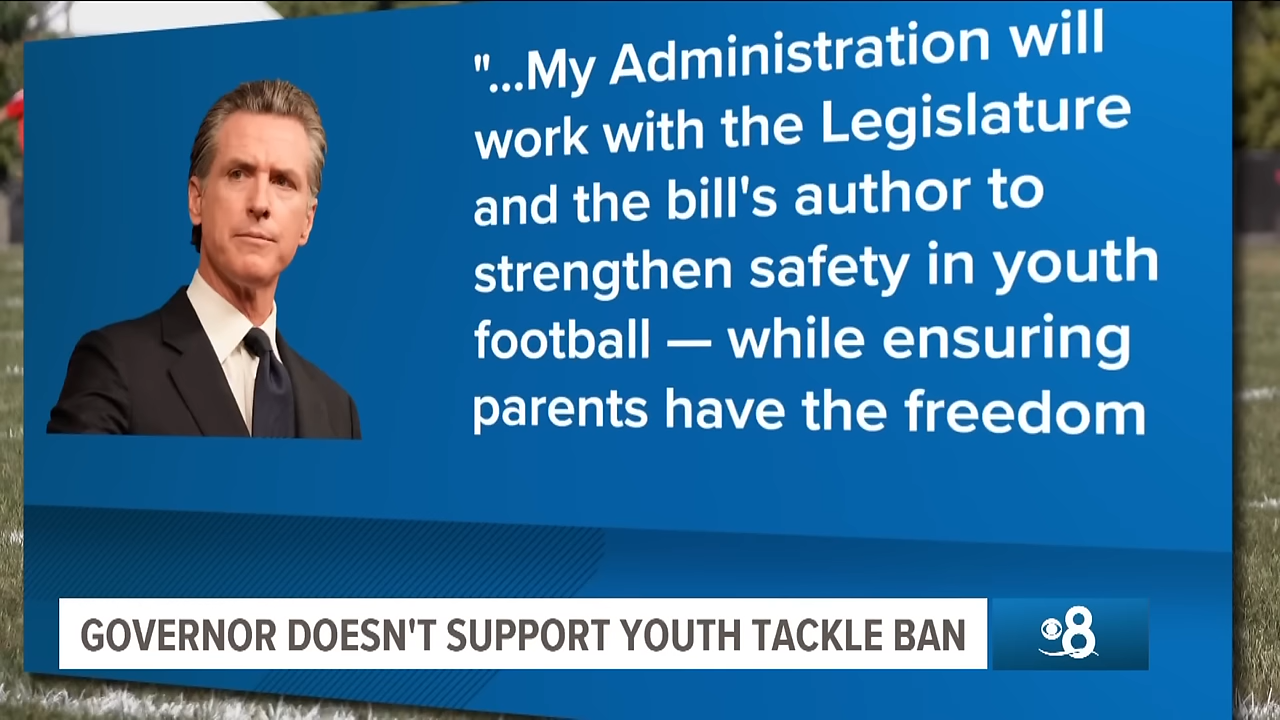 "...My Administration will
work with the Legislature
and the bill's author to
strengthen safety in youth
football — while ensuring
parents have the freedom
GOVERNOR DOESN'T SUPPORT YOUTH TACKLE BAN
8